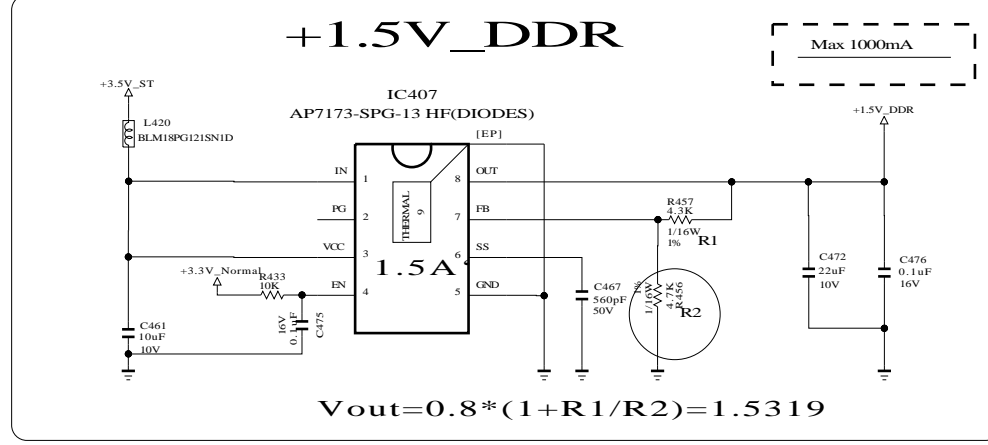 +1.5V_DDR
Max 1000mA
+3.5V_ST
IC407
AP7173-SPG-13 HF(DIODES)
+1.5V_DDR
L420
BLM18PG121SN1D
[EP]
IN
1
8
OUT
R457
4.3K
1/16W
1%
R1
PG
2
THERMAL
9
7
FB
VCC
3
1.5A
6
SS
+3.3V_Normal
R433
10K
EN
4
5
GND
C467
560pF
50V
1%
1/16W
4.7K
R456
R2
C472
22uF
10V
C476
0.1uF
16V
C461
10uF
10V
16V
0.1uF
C475
Vout=0.8*(1+R1/R2)=1.5319